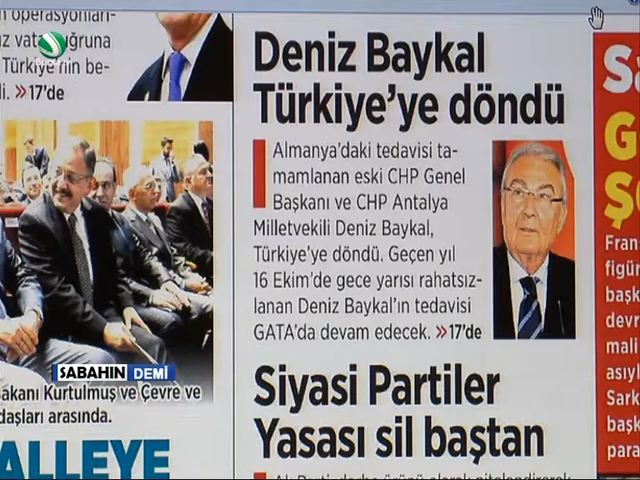 operasyonları-
Türkiye'nin be-
»17'de
SABAHIN DEMİ
akanı Kurtulmuş ve Çevre ve
daşları arasında.
ALLEYE
Deniz Baykal
Türkiye'ye döndü
Almanya'daki tedavisi ta-
mamlanan eski CHP Genel
Başkanı ve CHP Antalya
Milletvekili Deniz Baykal,
Türkiye'ye döndü. Geçen yıl
16 Ekim'de gece yarısı rahatsız-
lanan Deniz Baykal'ın tedavisi
GATA'da devam edecek. »17'de
Siyasi Partiler
Yasası sil baştan
Fran
figür
başk
devr
mali
asıyl
Sark
başk
para